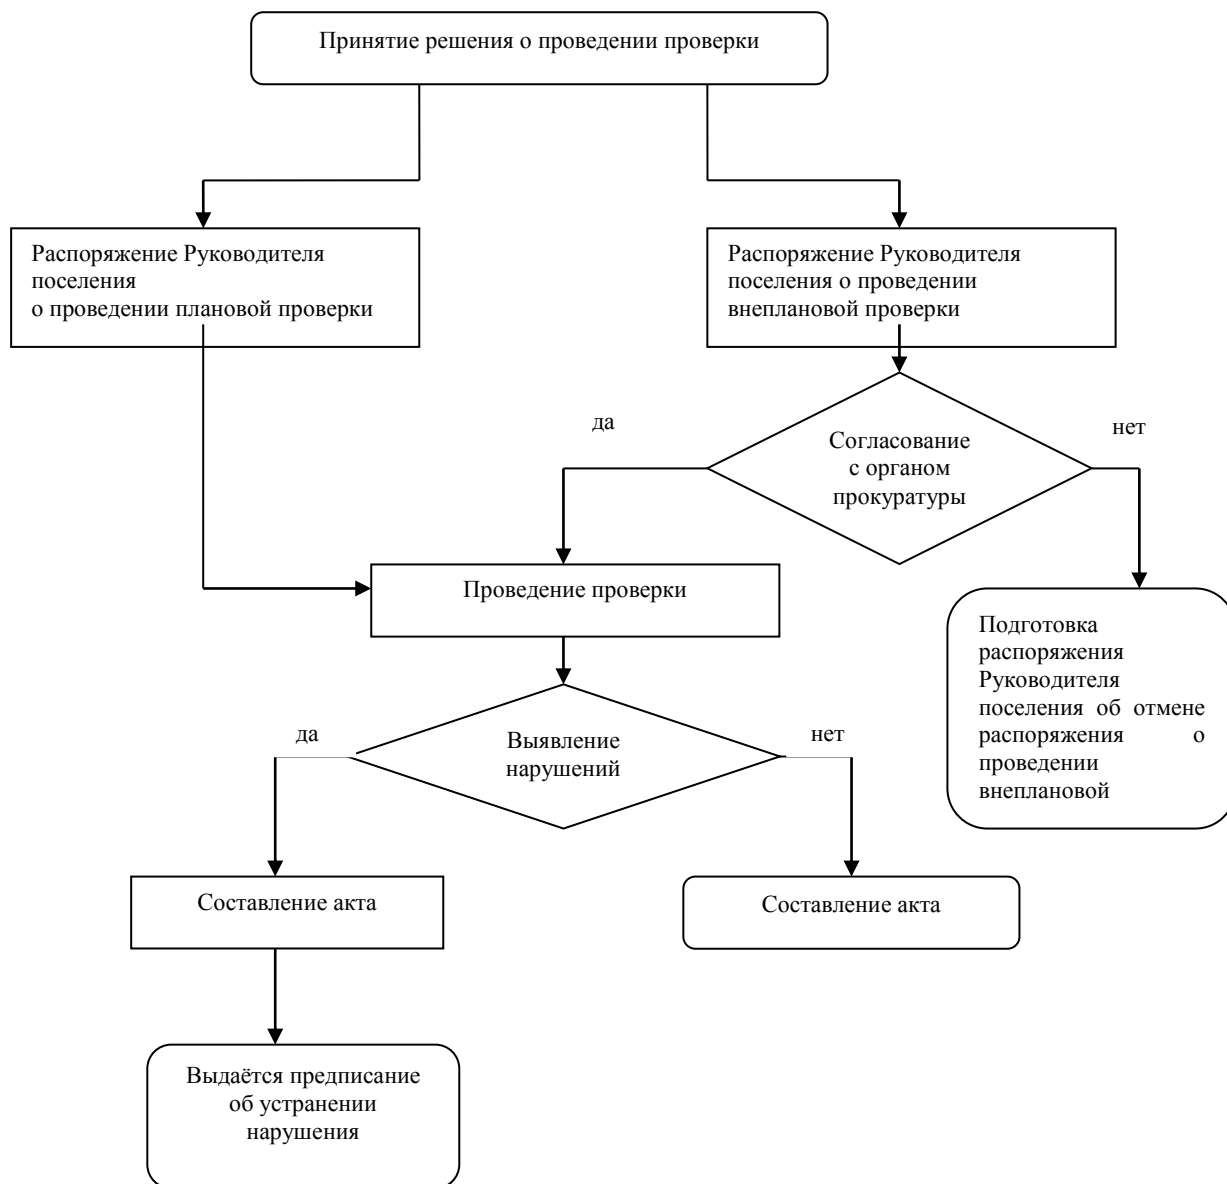 Принятие решения о проведении проверки
Распоряжение Руководителя
поселения
о проведении плановой проверки
Распоряжение Руководителя
поселения о проведении
внеплановой проверки
да
нет
Согласование
с органом
прокуратуры
Проведение проверки
Подготовка
распоряжения
Руководителя
поселения об отмене
распоряжения о
проведении
внеплановой
да
нет
Выявление
нарушений
Составление акта
Составление акта
Выдаётся предписание
об устранении
нарушения